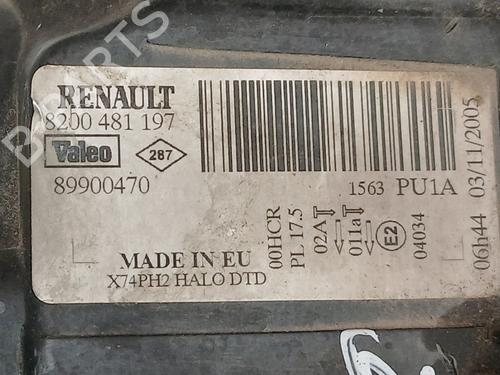 RENAULT
8200 481 197
Valeo
287
89900470
1563 PU1A
MADE IN EU
X74PH2 HALO DTD
00HCR
PL 17.5
02A
011a
E2
04034
06h44 03/11/2005